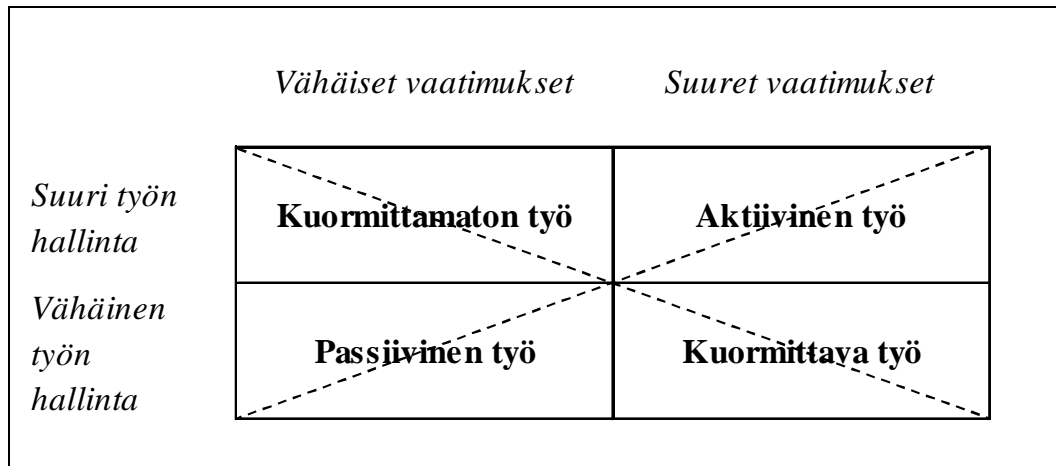 Vähäiset vaatimukset Suuret vaatimukset
Suuri työn
hallinta
Kuormittamaton työ Aktiivinen työ
Vähäinen
työn
hallinta
Passiivinen työ Kuormittava työ